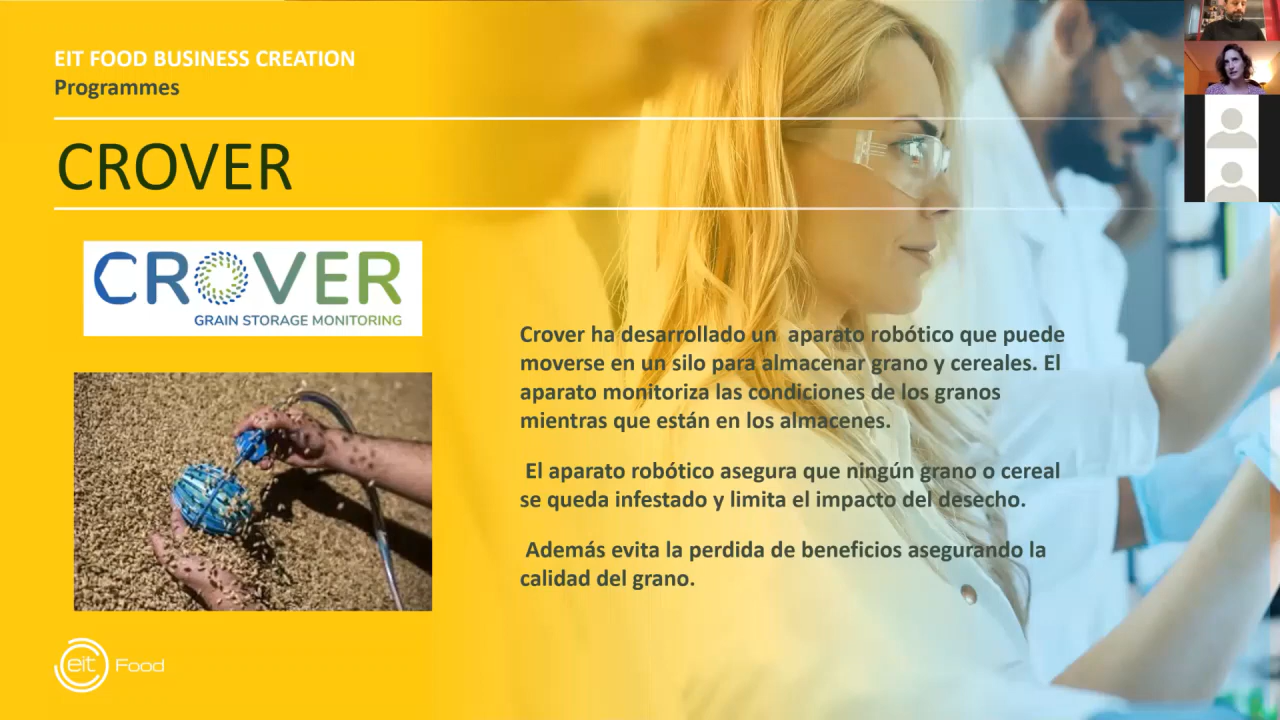 EIT FOOD BUSINESS CREATION
Programmes
CROVER
CROVER
GRAIN STORAGE MONITORING
Crover ha desarrollado un aparato robótico que puede
moverse en un silo para almacenar grano y cereales. El
aparato monitoriza las condiciones de los granos
mientras que están en los almacenes.
El aparato robótico asegura que ningún grano o cereal
se queda infestado y limita el impacto del desecho.
Además evita la perdida de beneficios asegurando la
calidad del grano.
eit Food